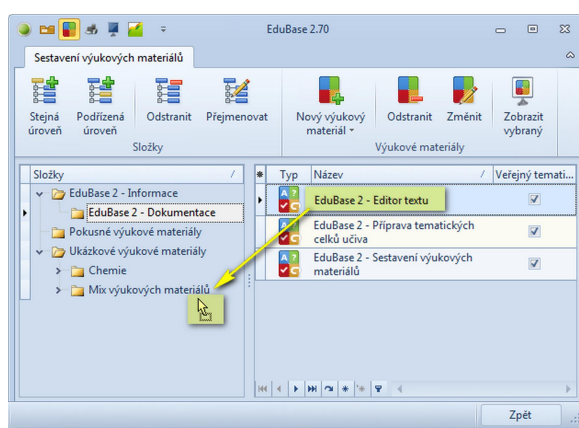 EduBase 2.70
Sestavení výukových materiálů
Stejná úroveň
Podřízená úroveň
Odstranit
Přejmenovat
Nový výukový materiál
Odstranit
Změnit
Zobrazit vybraný
Složky
Výukové materiály
Složky
Typ
Název
Veřejný temati...
EduBase 2 - Informace
EduBase 2 - Dokumentace
Pokusné výukové materiály
Ukázkové výukové materiály
Chemie
Mix výukových materiálů
EduBase 2 - Editor textu
EduBase 2 - Příprava tematických
celků učiva
EduBase 2 - Sestavení výukových
materiálů
Zpět